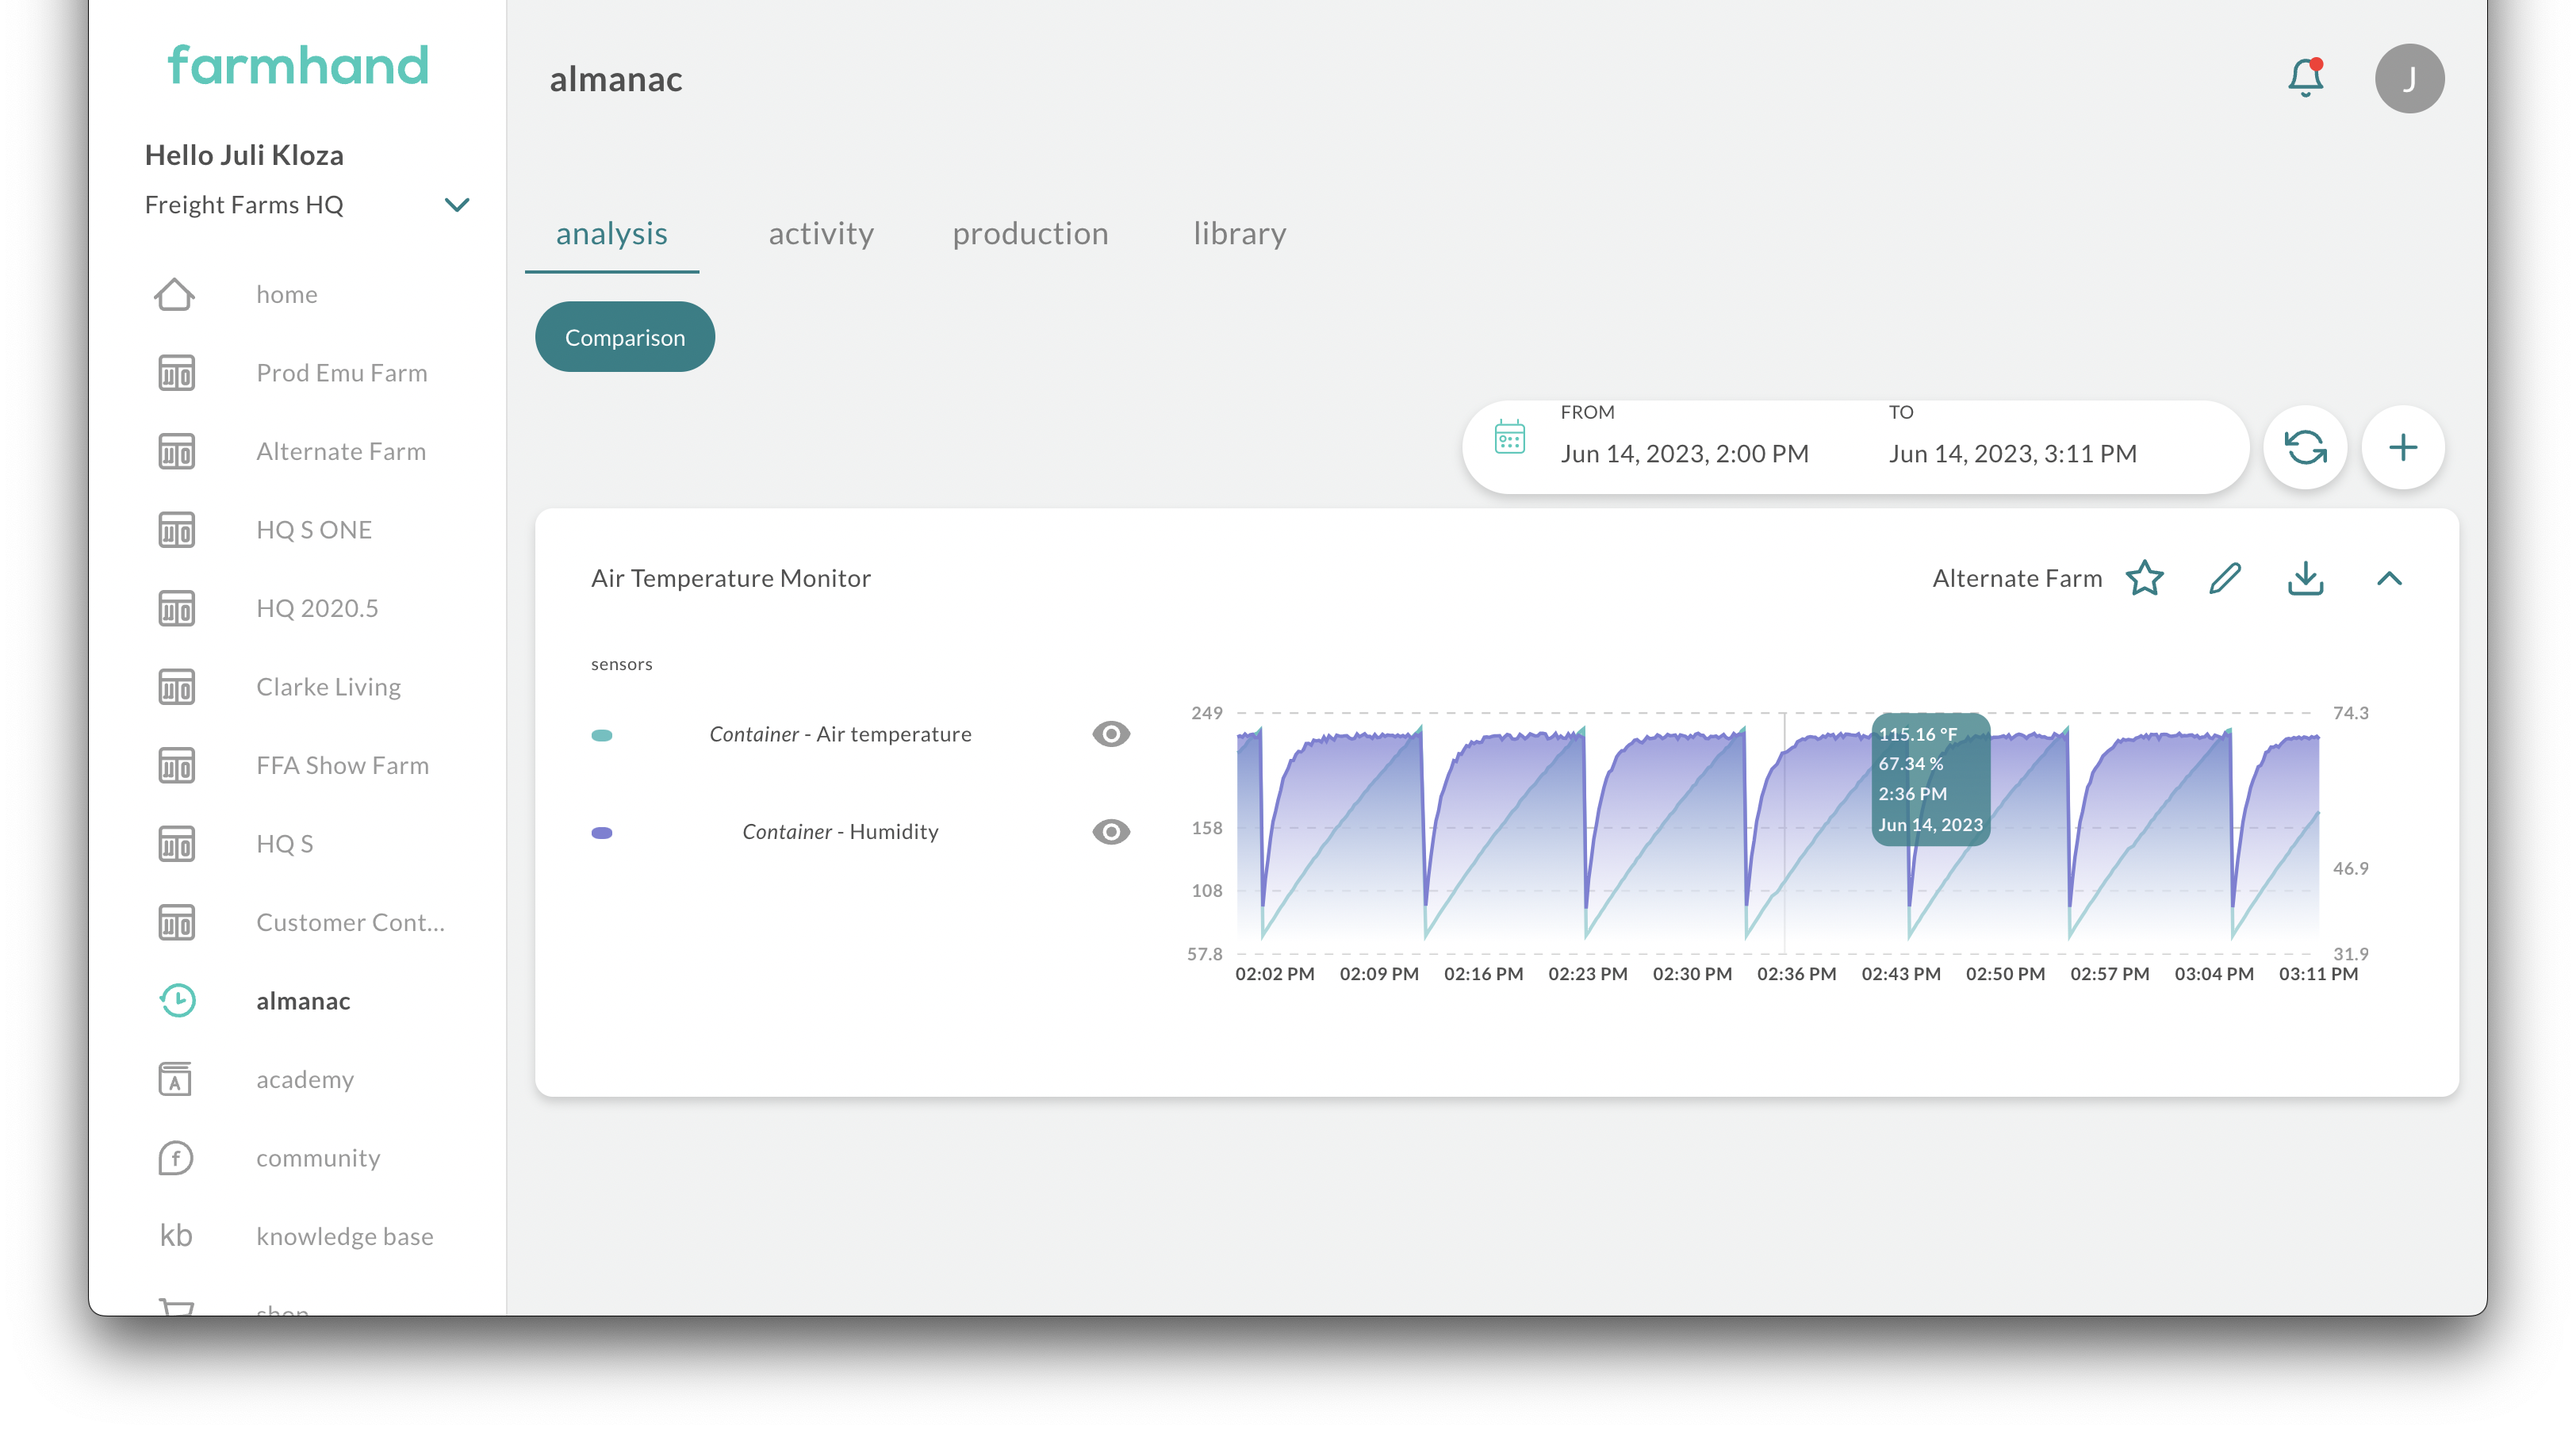 farmhand
Hello Juli Kloza
Freight Farms HQ
home
Prod Emu Farm
Alternate Farm
HQ S ONE
HQ 2020.5
Clarke Living
FFA Show Farm
HQ S
Customer Cont...
almanac
A
academy
f
community
kb
knowledge base
shop
almanac
J
analysis
activity
production
library
Comparison
FROM
TO
Jun 14, 2023, 2:00 PM
Jun 14, 2023, 3:11 PM
Air Temperature Monitor
Alternate Farm
sensors
Container - Air temperature
Container - Humidity
249
158
108
57.8
74.3
46.9
31.9
115.16 °F
67.34 %
2:36 PM
Jun 14, 2023
02:02 PM
02:09 PM
02:16 PM
02:23 PM
02:30 PM
02:36 PM
02:43 PM
02:50 PM
02:57 PM
03:04 PM
03:11 PM